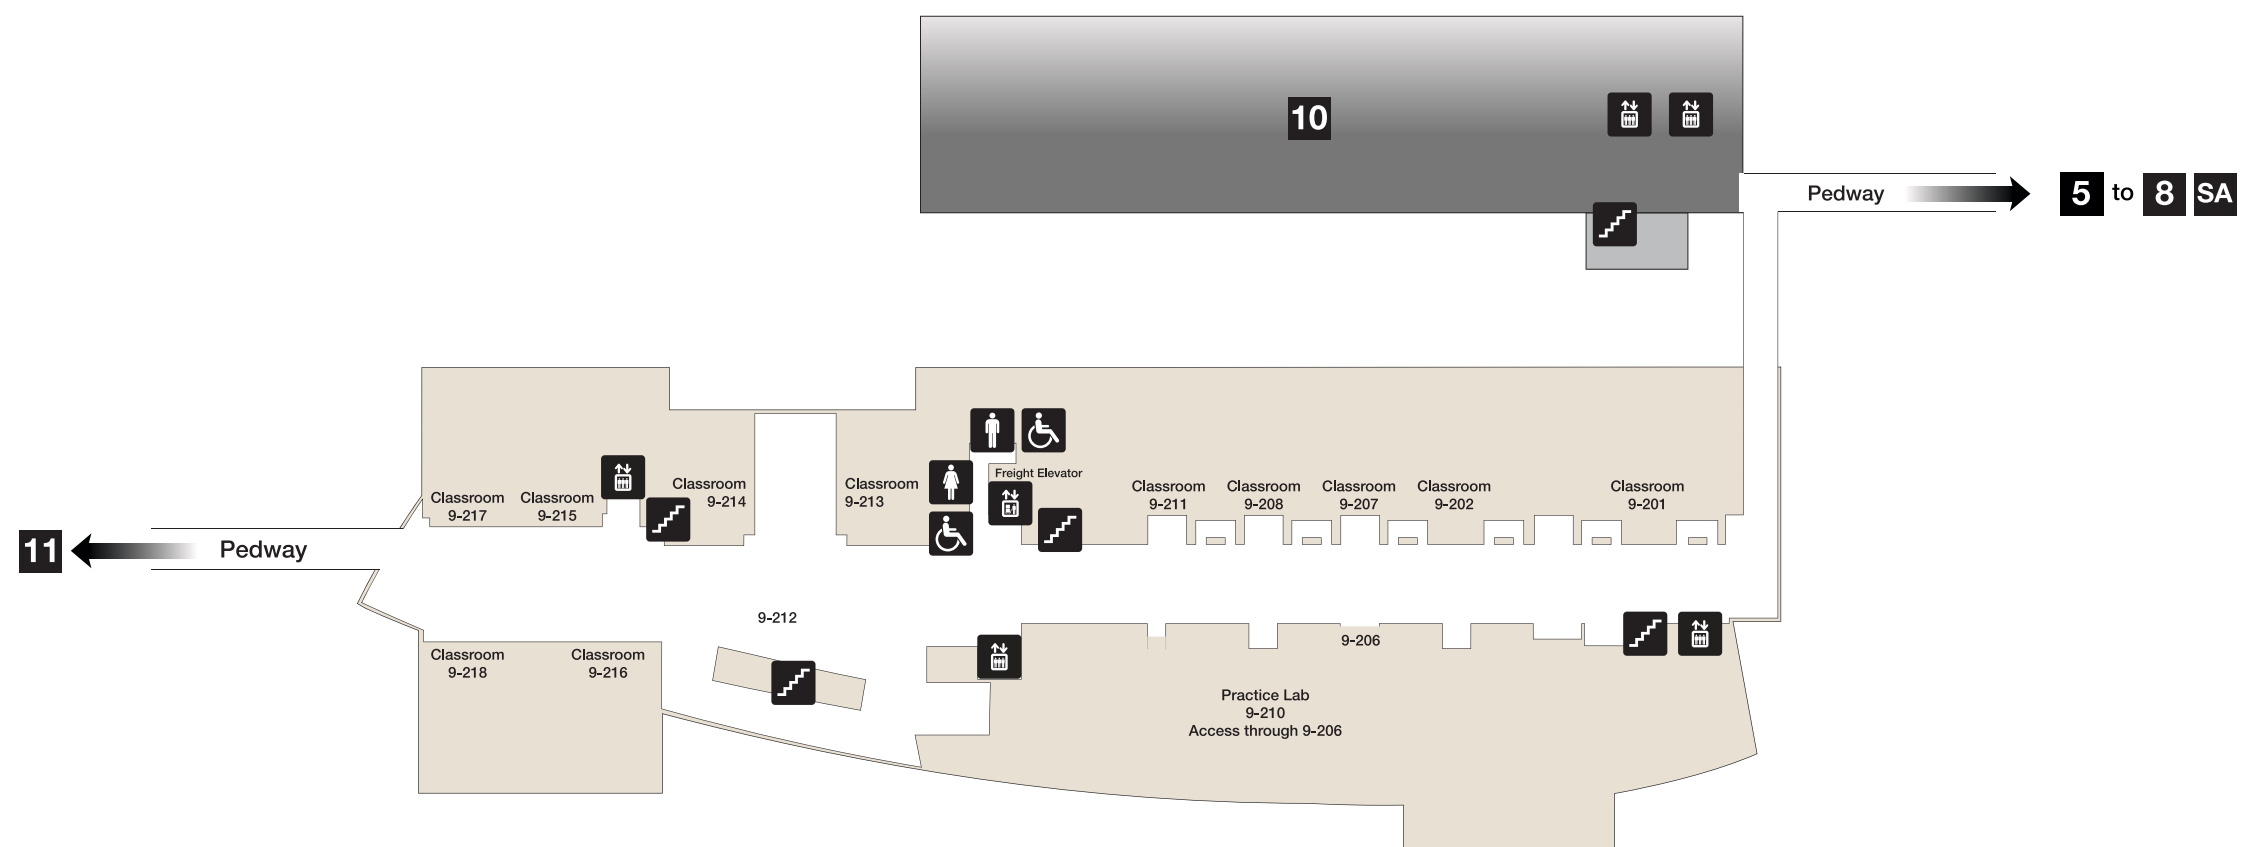 10
Pedway
5 to 8 SA
Freight Elevator
Classroom
9-217
Classroom
9-215
Classroom
9-214
Classroom
9-213
Classroom
9-211
Classroom
9-208
Classroom
9-207
Classroom
9-202
Classroom
9-201
11
Pedway
9-212
9-206
Classroom
9-218
Classroom
9-216
Practice Lab
9-210
Access through 9-206